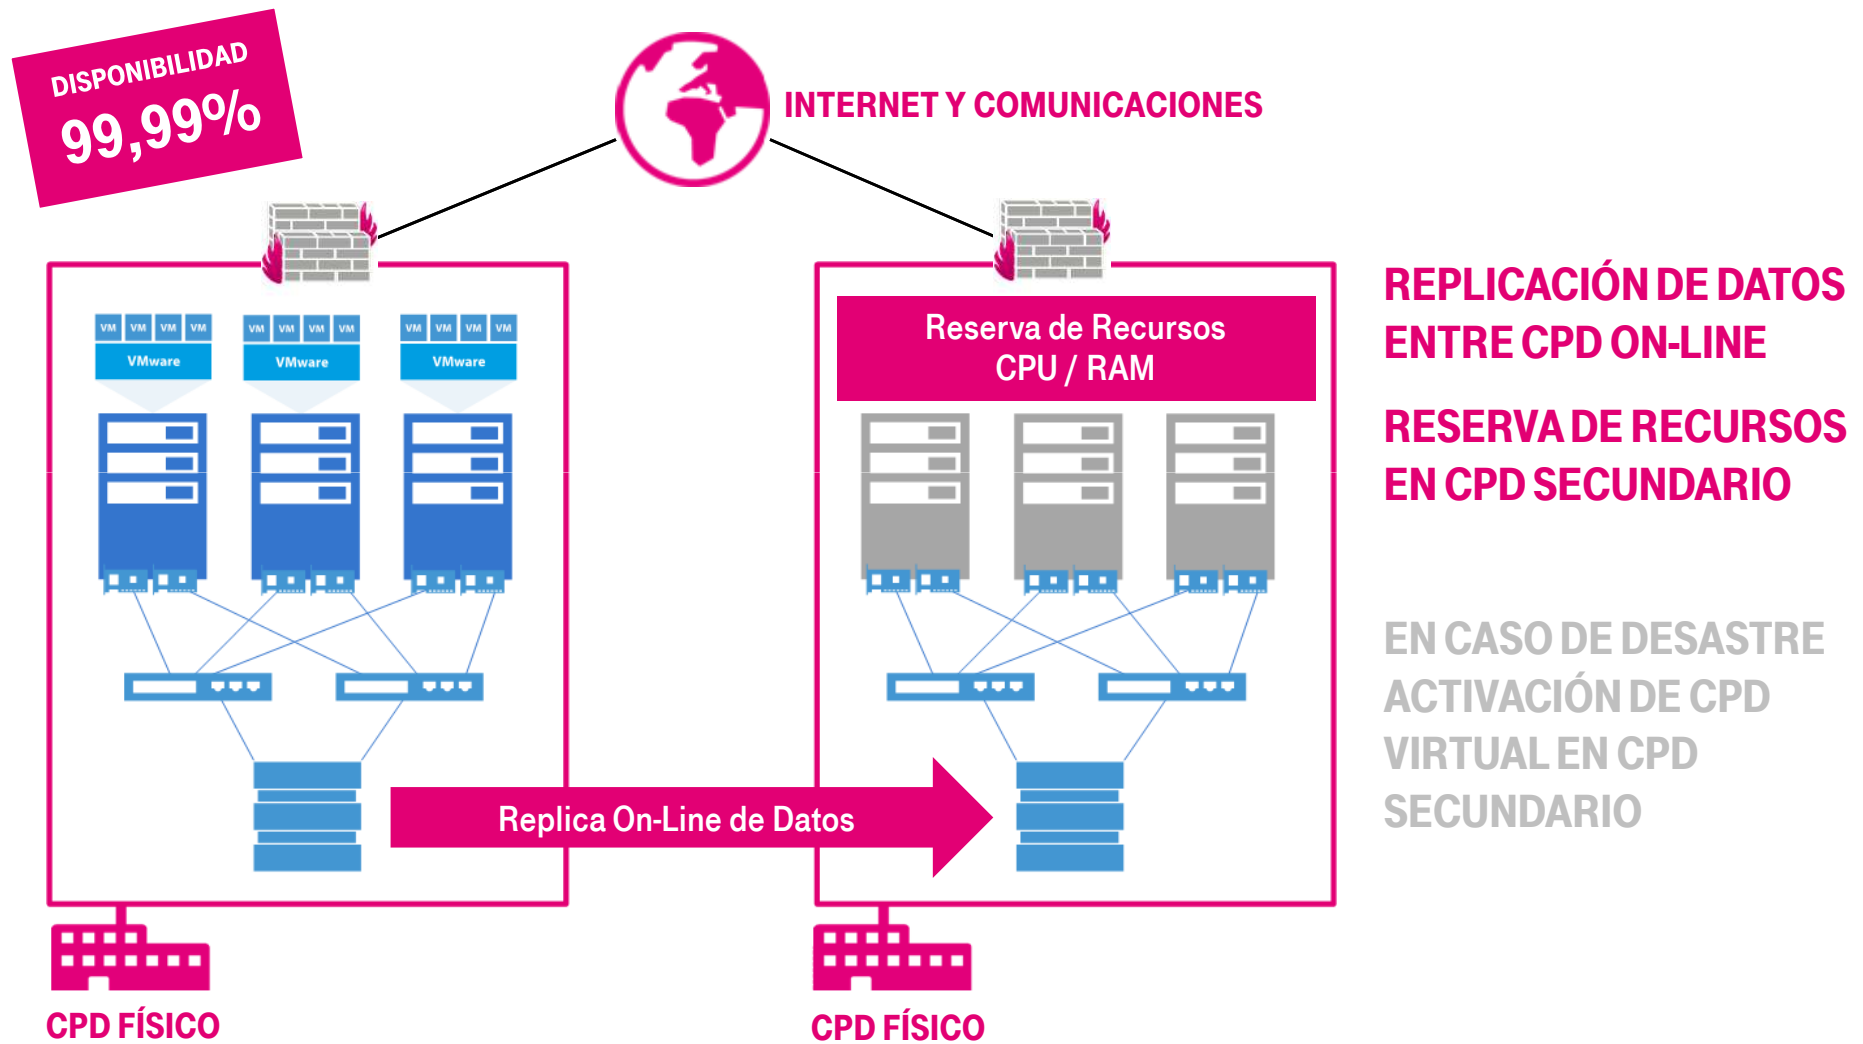 DISPONIBILIDAD
99,99%
INTERNET Y COMUNICACIONES
VM VM VM VM
VMware
VM VM VM VM
VMware
VM VM VM VM
VMware
Reserva de Recursos
CPU / RAM
Replica On-Line de Datos
CPD FÍSICO
CPD FÍSICO
REPLICACIÓN DE DATOS
ENTRE CPD ON-LINE
RESERVA DE RECURSOS
EN CPD SECUNDARIO
EN CASO DE DESASTRE
ACTIVACIÓN DE CPD
VIRTUAL EN CPD
SECUNDARIO